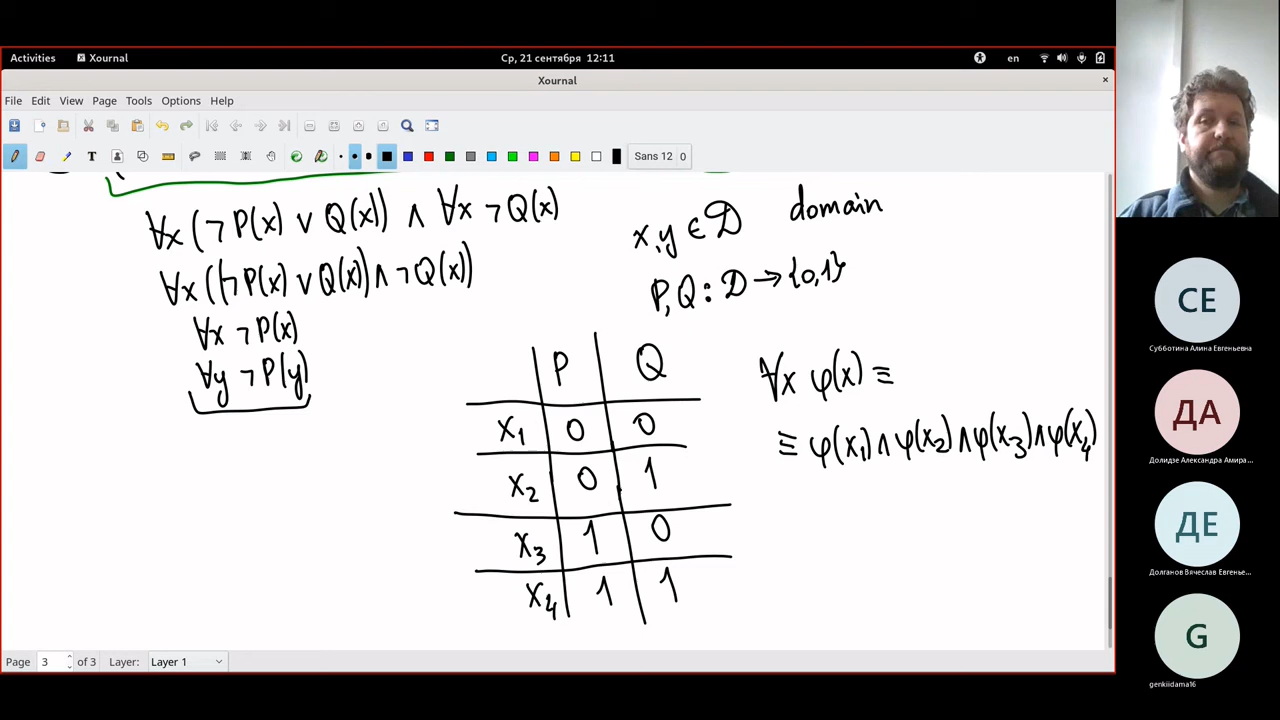 Activities Xournal Ср, 21 сентября 12:11 en
Xournal ×
File Edit View Page Tools Options Help
T Sans 12 0
∀x (¬P(x) ∨ Q(x)) ∧ ∀x ¬Q(x)
∀x ((¬P(x) ∨ Q(x)) ∧ ¬Q(x))
∀x ¬P(x)
∀y ¬P(y)
x,y ∈ D domain
P,Q : D → {0,1}
P Q
x₁ 0 0
x₂ 0 1
x₃ 1 0
x₄ 1 1
∀x φ(x) ≡
≡ φ(x₁) ∧ φ(x₂) ∧ φ(x₃) ∧ φ(x₄)
Page 3 of 3 Layer: Layer 1
СЕ
Субботина Алина Евгеньевна
ДА
Долидзе Александра Амира...
ДЕ
Долганов Вячеслав Евгенье...
G
genkiidama16